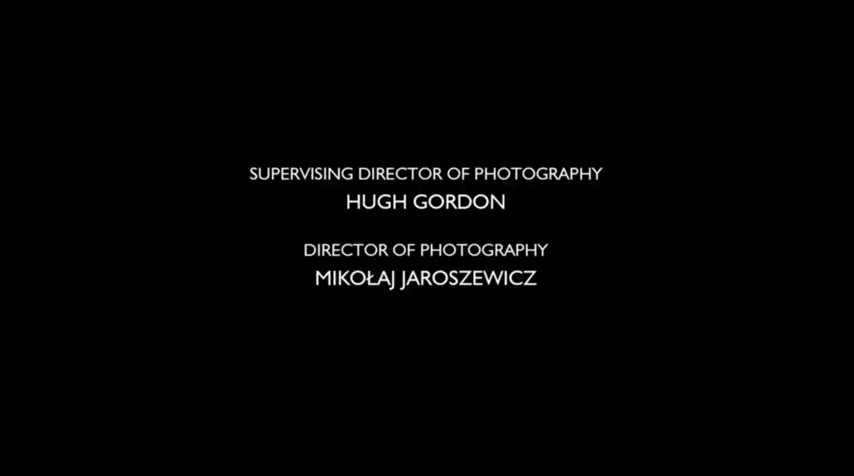 SUPERVISING DIRECTOR OF PHOTOGRAPHY
HUGH GORDON
DIRECTOR OF PHOTOGRAPHY
MIKOŁAJ JAROSZEWICZ